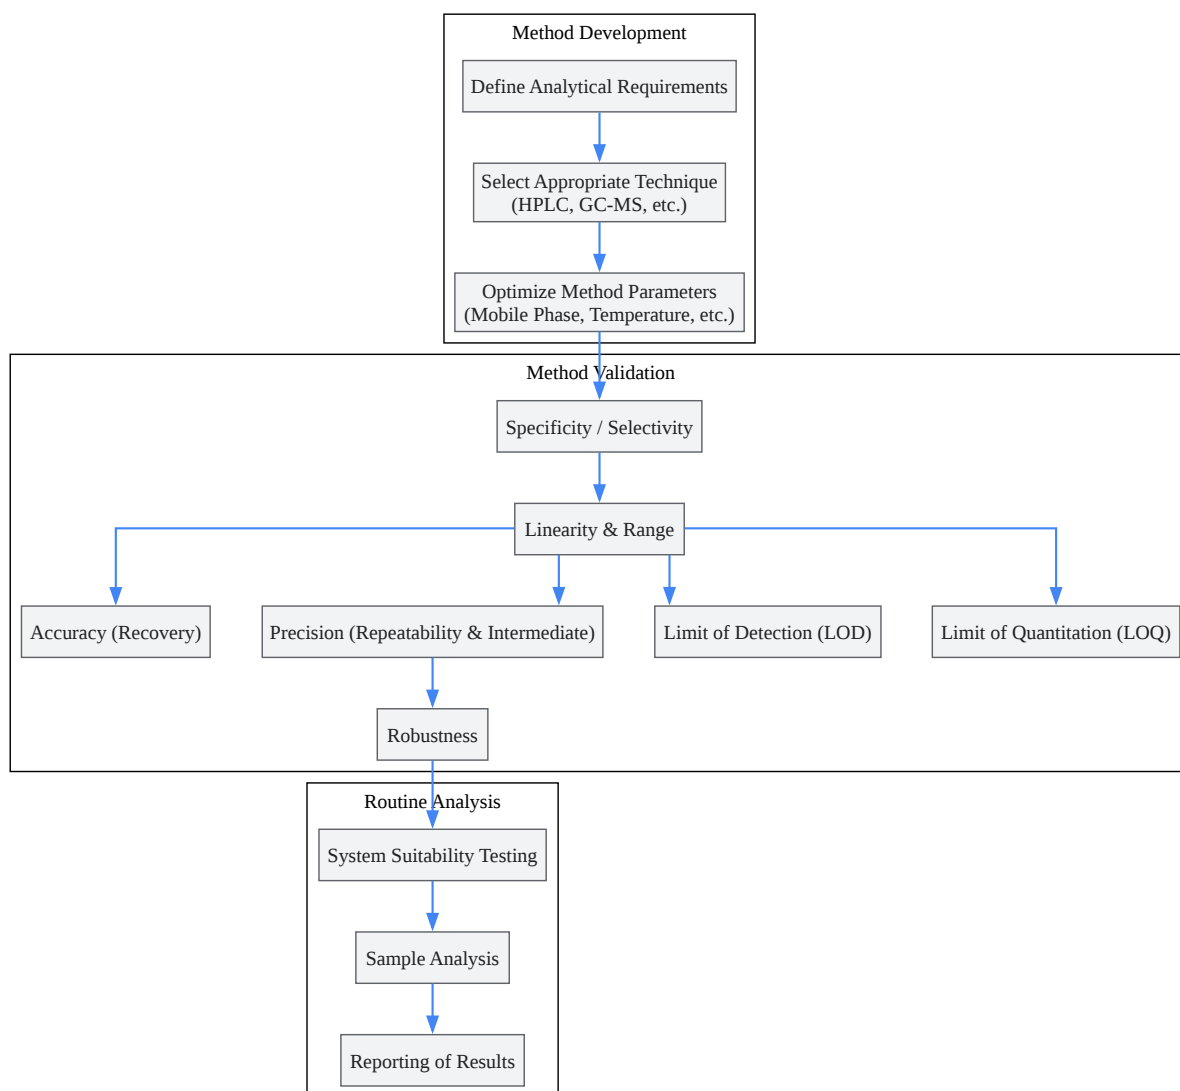 Method Development
Define Analytical Requirements
Select Appropriate Technique
(HPLC, GC-MS, etc.)
Optimize Method Parameters
(Mobile Phase, Temperature, etc.)
Method Validation
Specificity / Selectivity
Linearity & Range
Accuracy (Recovery)
Precision (Repeatability & Intermediate)
Limit of Detection (LOD)
Limit of Quantitation (LOQ)
Robustness
Routine Analysis
System Suitability Testing
Sample Analysis
Reporting of Results